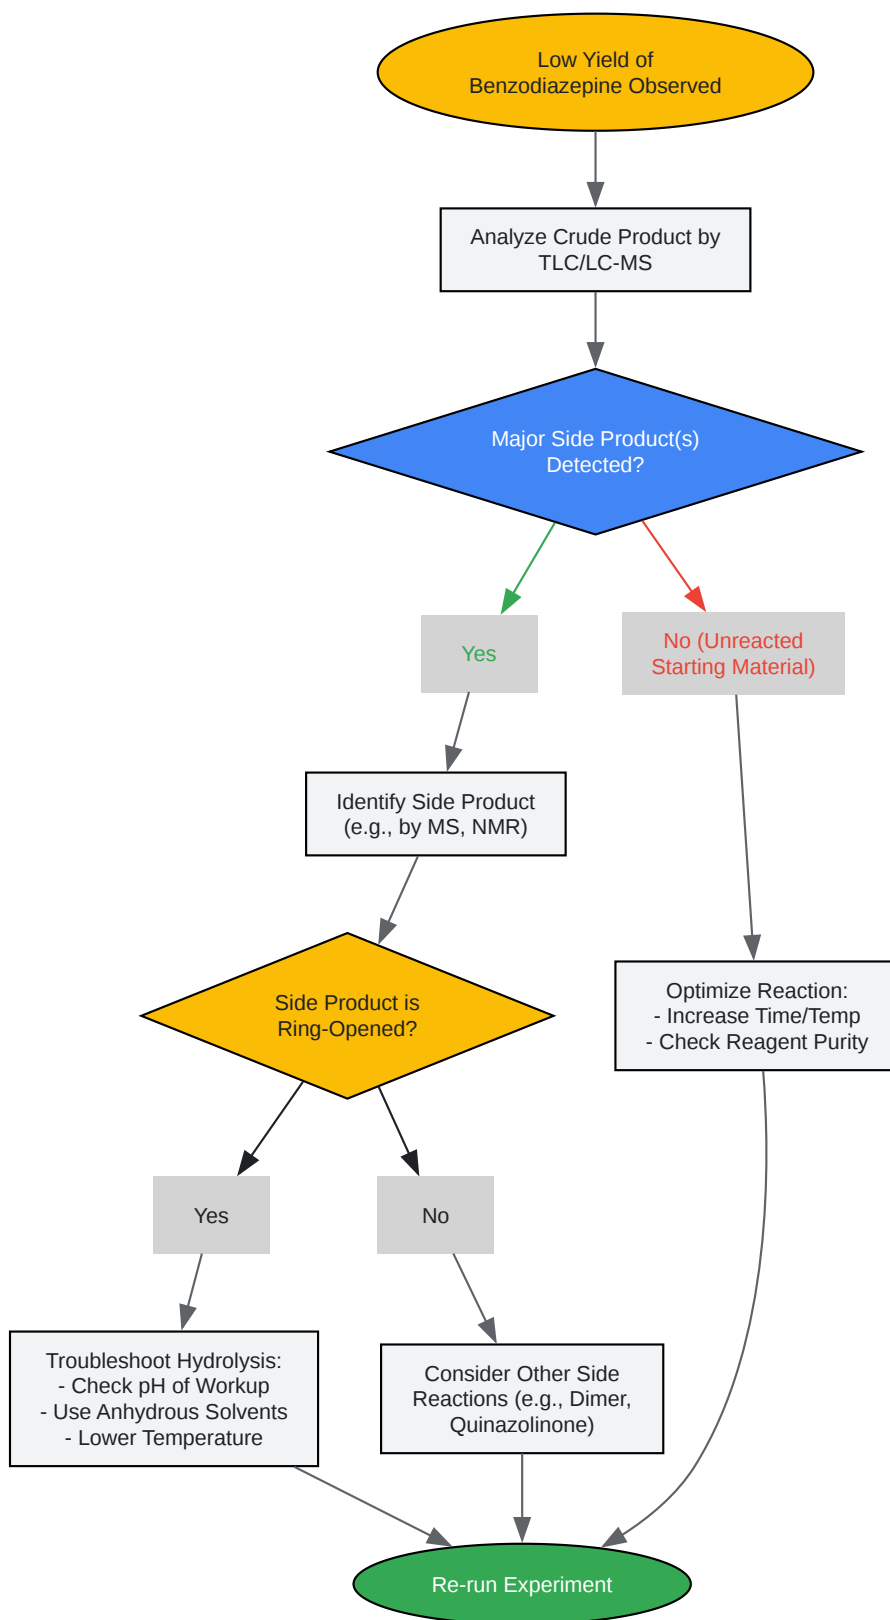 Low Yield of
Benzodiazepine Observed
Analyze Crude Product by
TLC/LC-MS
Major Side Product(s)
Detected?
Yes
No (Unreacted
Starting Material)
Identify Side Product
(e.g., by MS, NMR)
Side Product is
Ring-Opened?
Optimize Reaction:
- Increase Time/Temp
- Check Reagent Purity
Yes
No
Troubleshoot Hydrolysis:
- Check pH of Workup
- Use Anhydrous Solvents
- Lower Temperature
Consider Other Side
Reactions (e.g., Dimer,
Quinazolinone)
Re-run Experiment